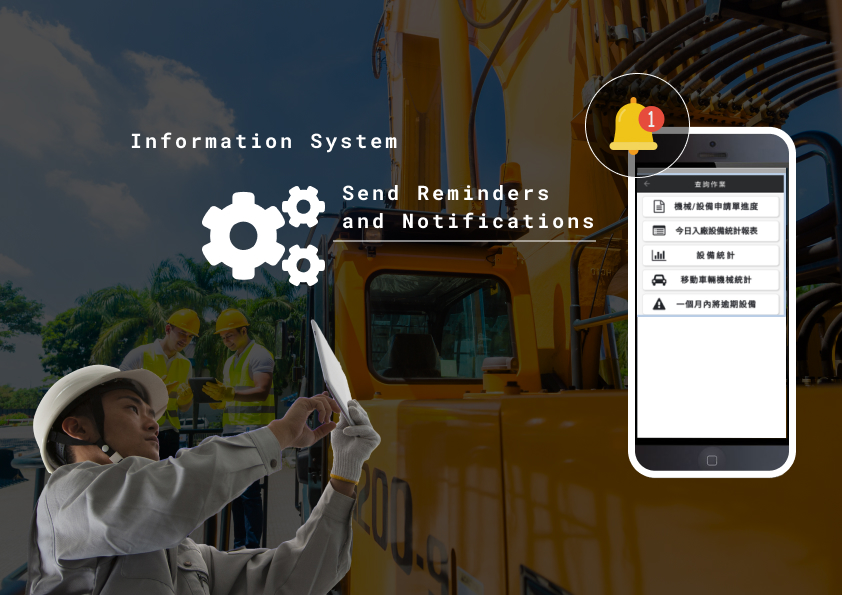 Information System
Send Reminders
and Notifications
1
查詢作業
機械/設備申請單進度
今日入廠設備統計報表
設備統計
移動車輛機械統計
一個月內將逾期設備
200-9